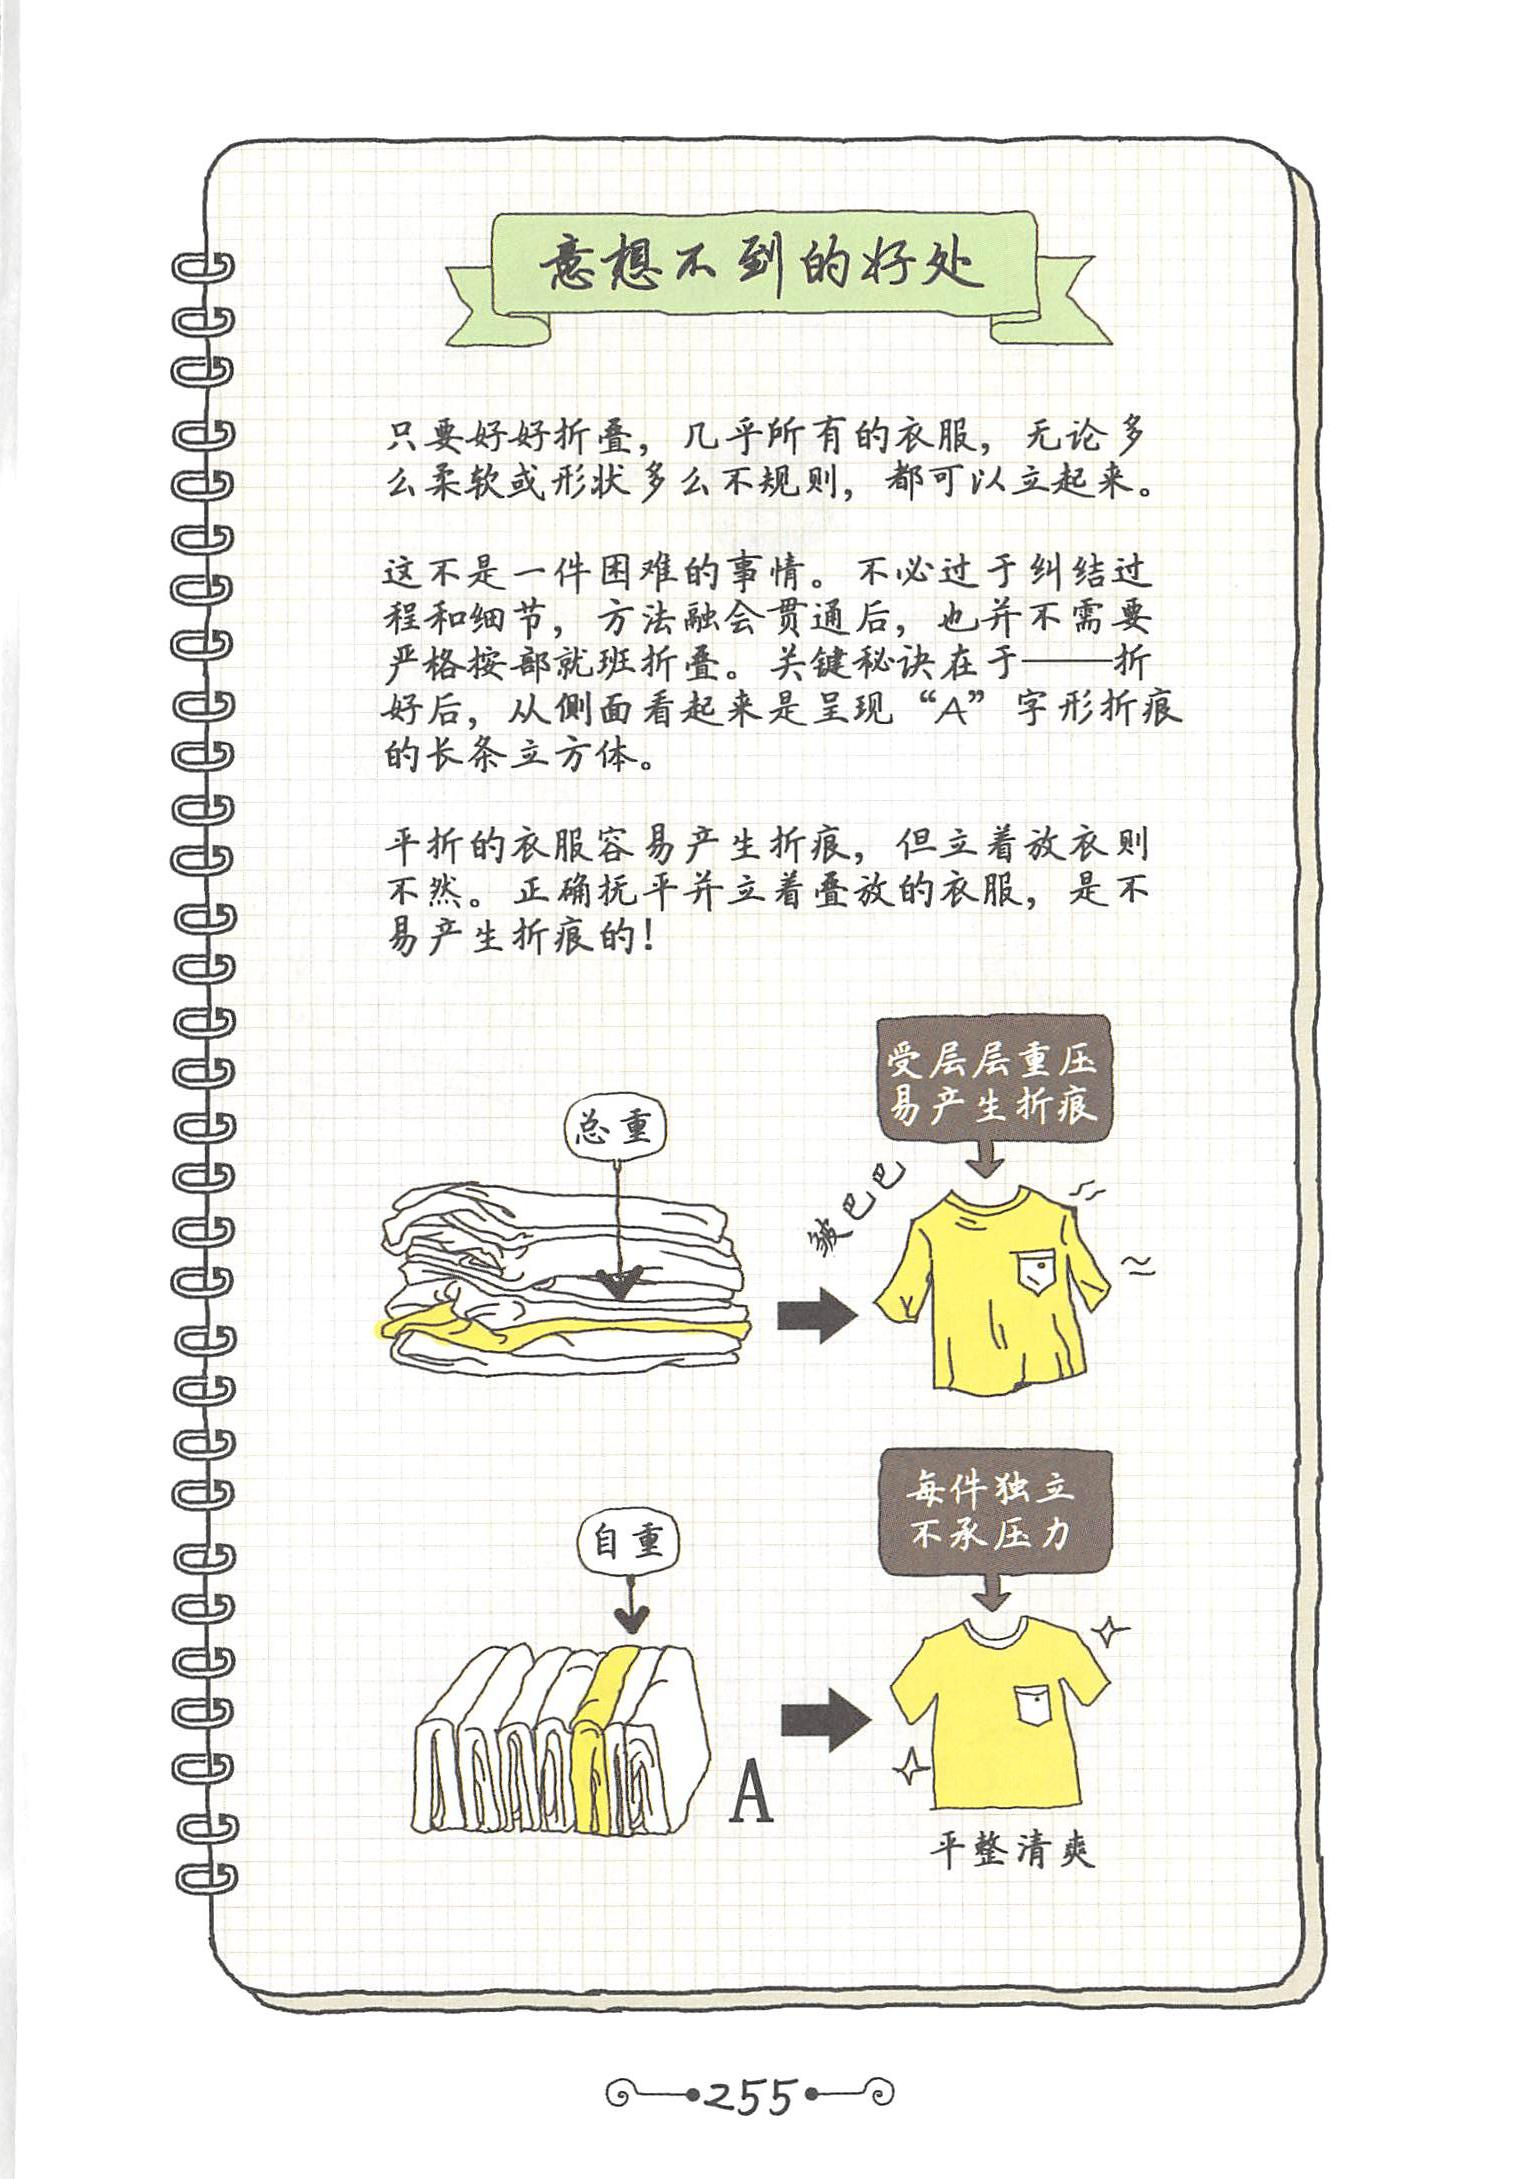 意想不到的好处
只要好好折叠，几乎所有的衣服，无论多
么柔软或形状多么不规则，都可以立起来。
这不是一件困难的事情。不必过于纠结过
程和细节，方法融会贯通后，也并不需要
严格按部就班折叠。关键秘诀在于——折
好后，从侧面看起来是呈现“A”字形折痕
的长条立方体。
平折的衣服容易产生折痕，但立着放衣则
不然。正确抚平并立着叠放的衣服，是不
易产生折痕的！
受层层重压
易产生折痕
总重
皱巴巴
每件独立
不承压力
自重
A
平整清爽
255